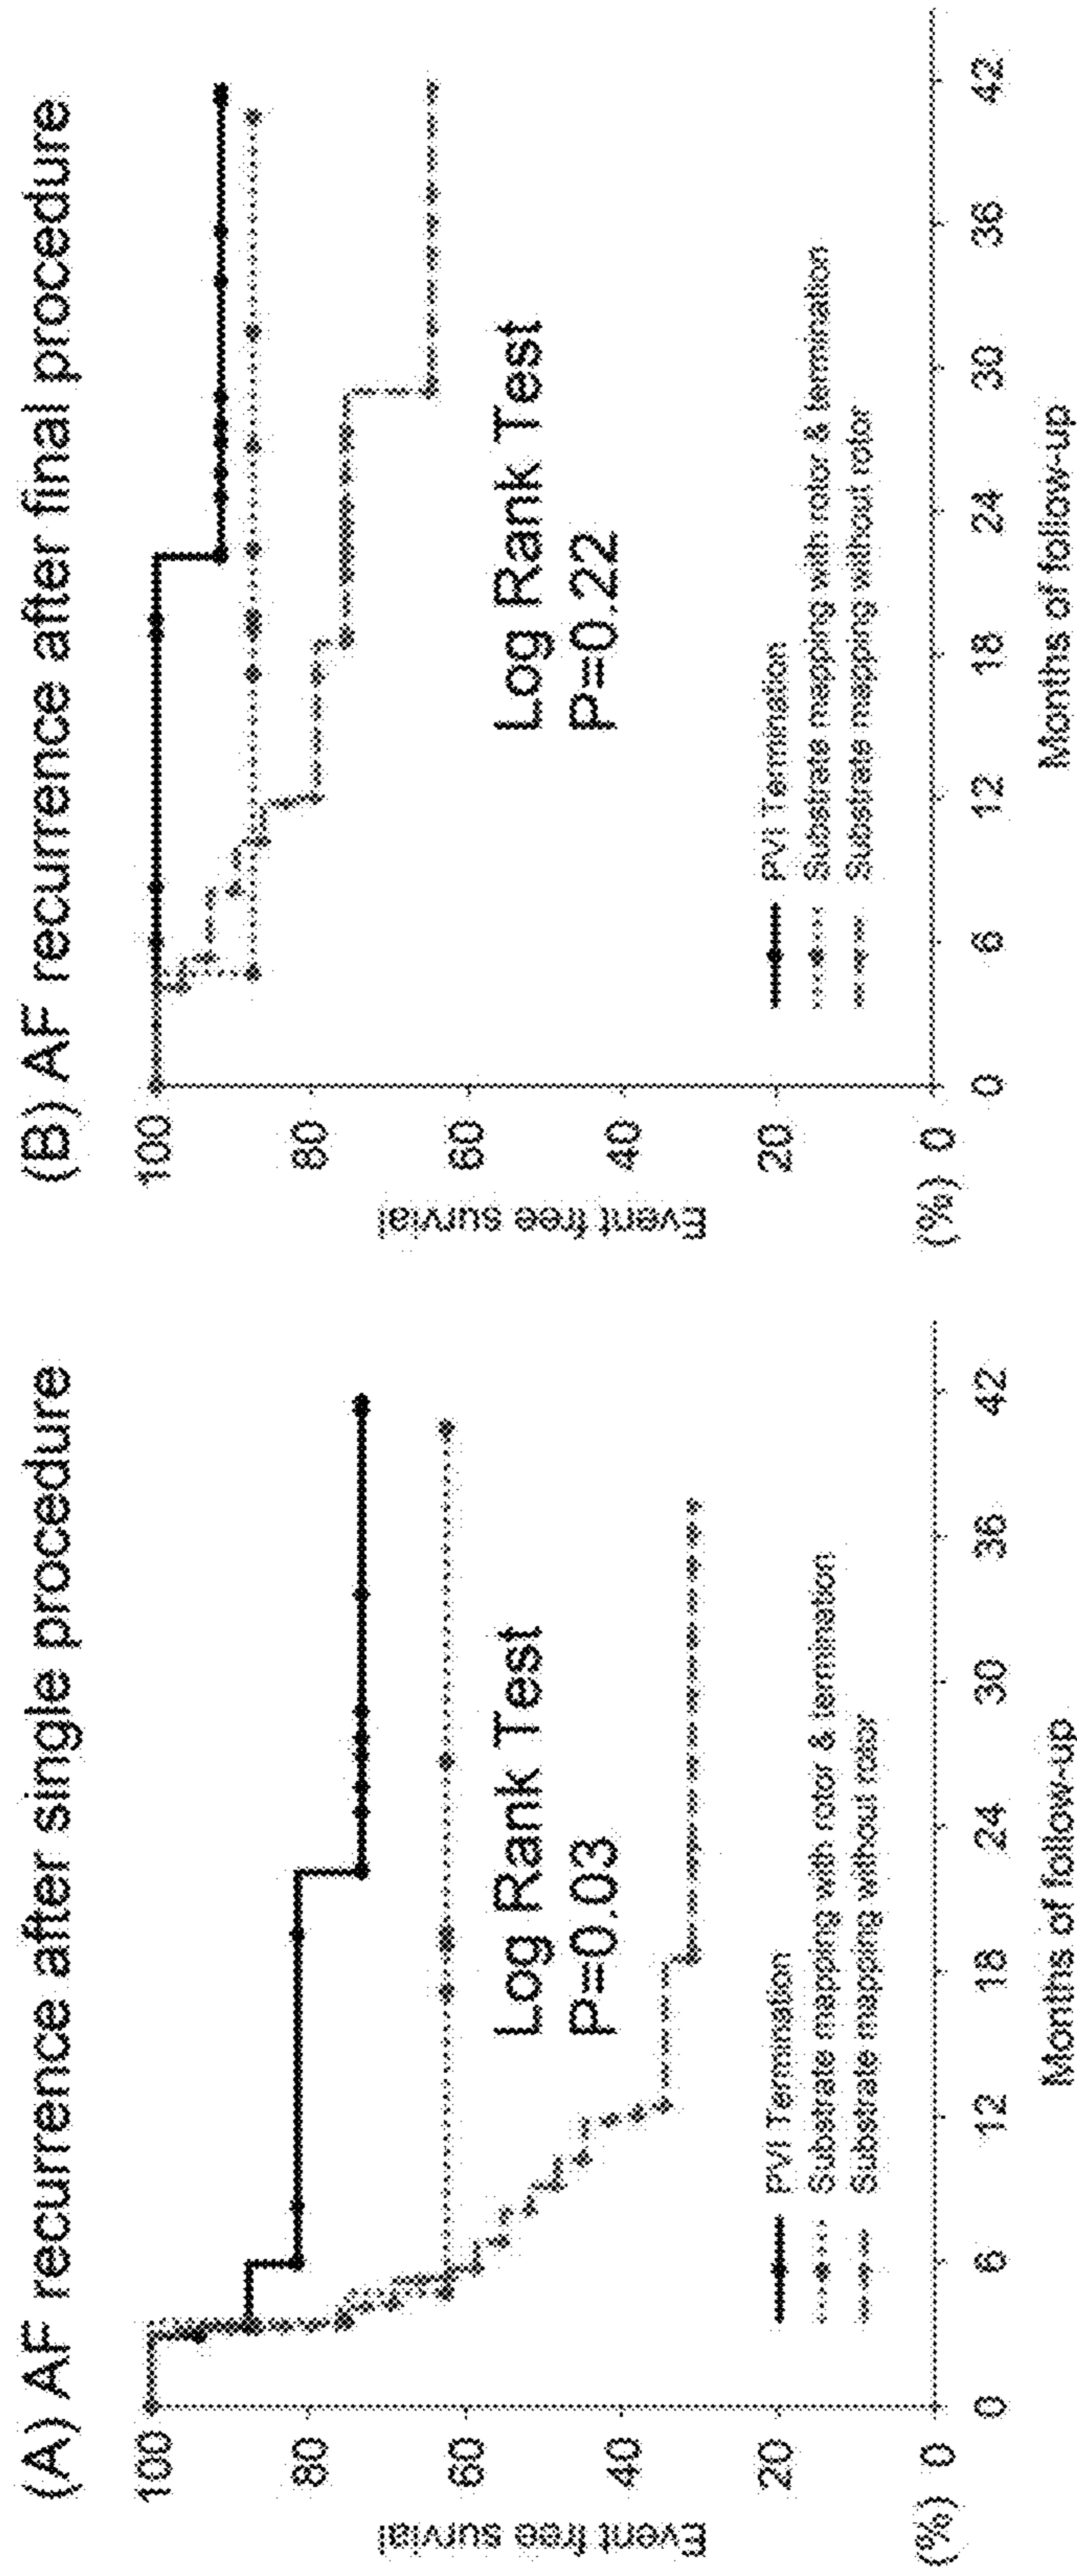 (A) AF recurrence after single procedure
Event free survial
100
80
60
40
20
(%) 0
0 6 12 18 24 30 36 42
Months of follow-up
Log Rank Test
P=0.03
PVI Termination
Substrate mapping with rotor & termination
Substrate mapping without rotor
(B) AF recurrence after final procedure
Event free survial
100
80
60
40
20
(%) 0
0 6 12 18 24 30 36 42
Months of follow-up
Log Rank Test
P=0.22
PVI Termination
Substrate mapping with rotor & termination
Substrate mapping without rotor